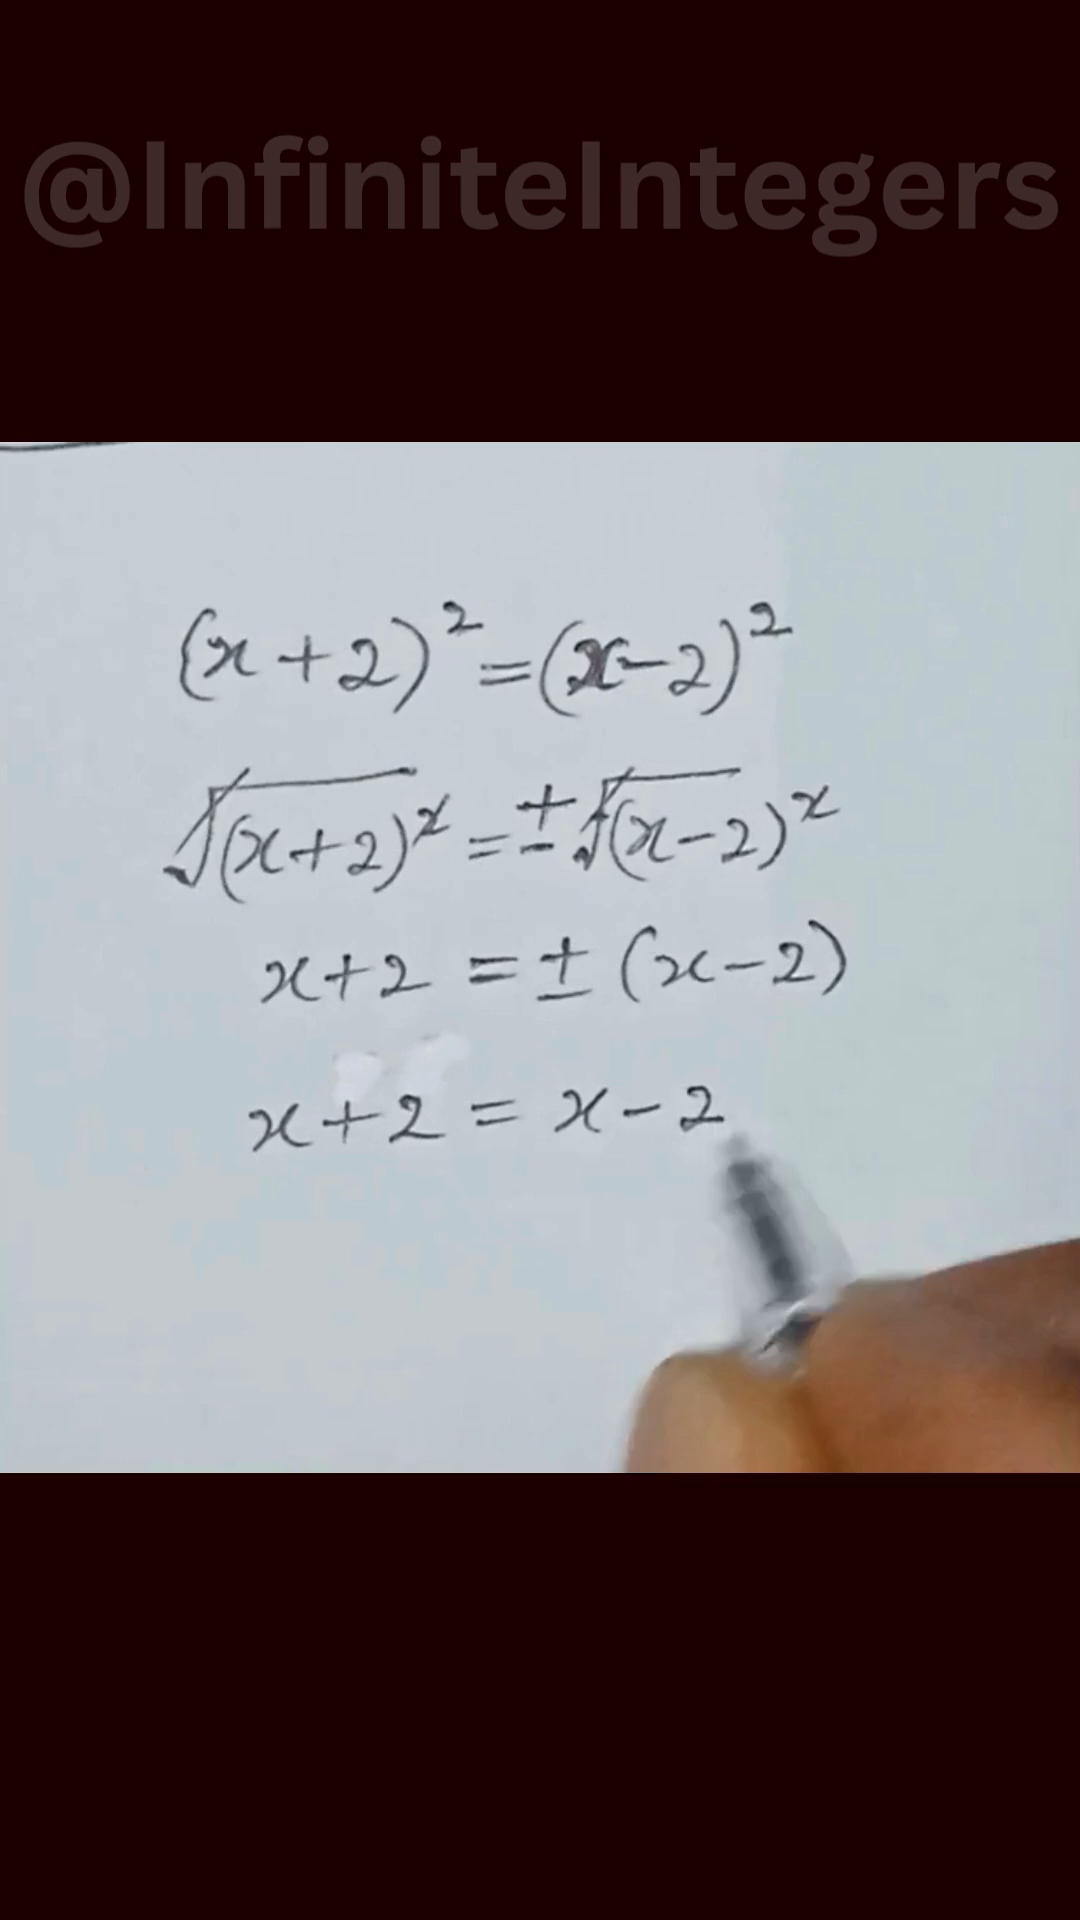 @InfiniteIntegers
(x+2)²=(x-2)²
√(x+2)²=±√(x-2)²
x+2=±(x-2)
x+2=x-2